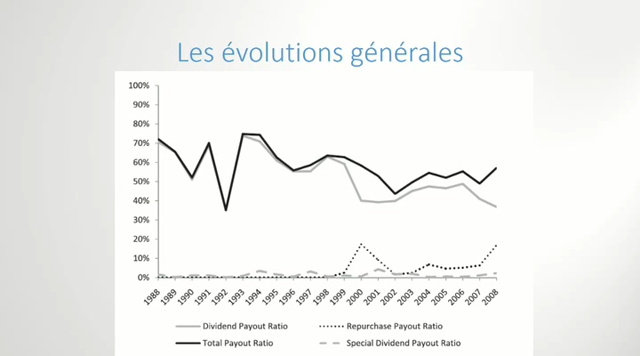 Les évolutions générales
100%
90%
80%
70%
60%
50%
40%
30%
20%
10%
0%
1988 1989 1990 1991 1992 1993 1994 1995 1996 1997 1998 1999 2000 2001 2002 2003 2004 2005 2006 2007 2008
Dividend Payout Ratio Repurchase Payout Ratio
Total Payout Ratio Special Dividend Payout Ratio